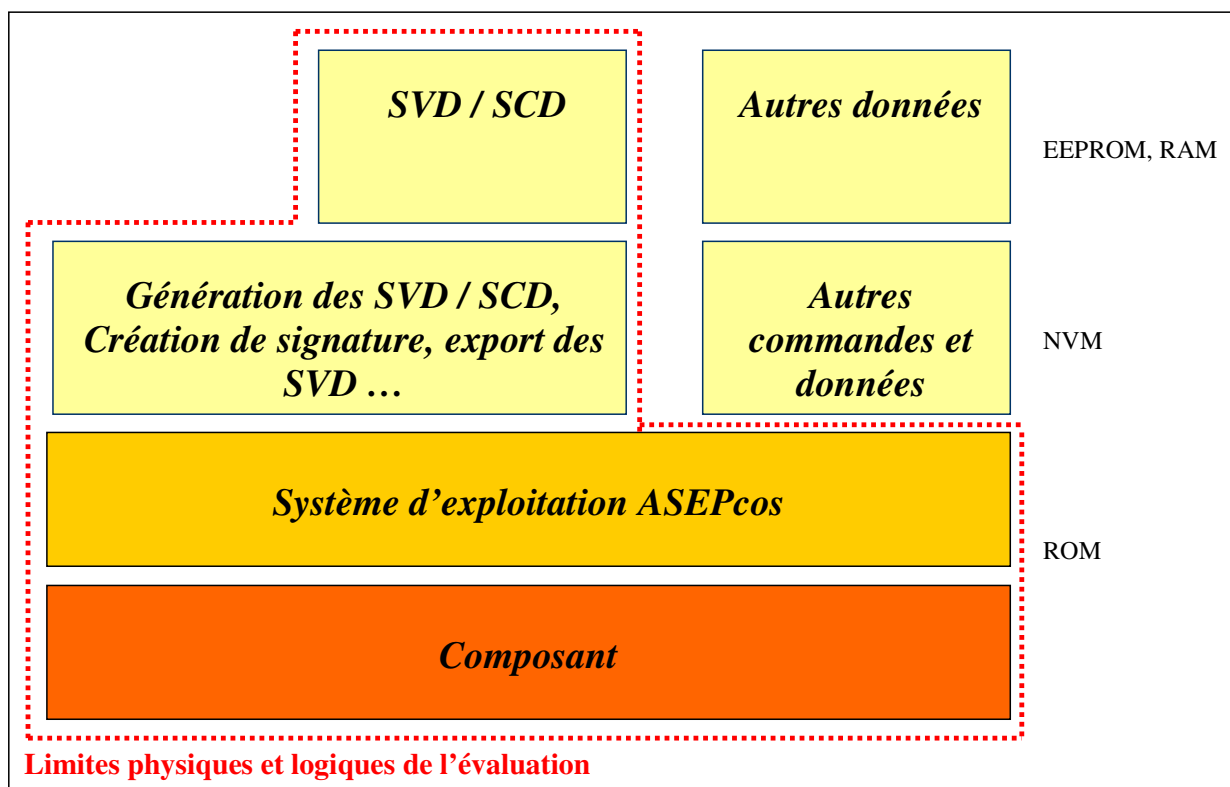 SVD / SCD
Autres données
EEPROM, RAM
Génération des SVD / SCD,
Création de signature, export des
SVD …
Autres
commandes et
données
NVM
Système d’exploitation ASEPcos
ROM
Composant
Limites physiques et logiques de l’évaluation